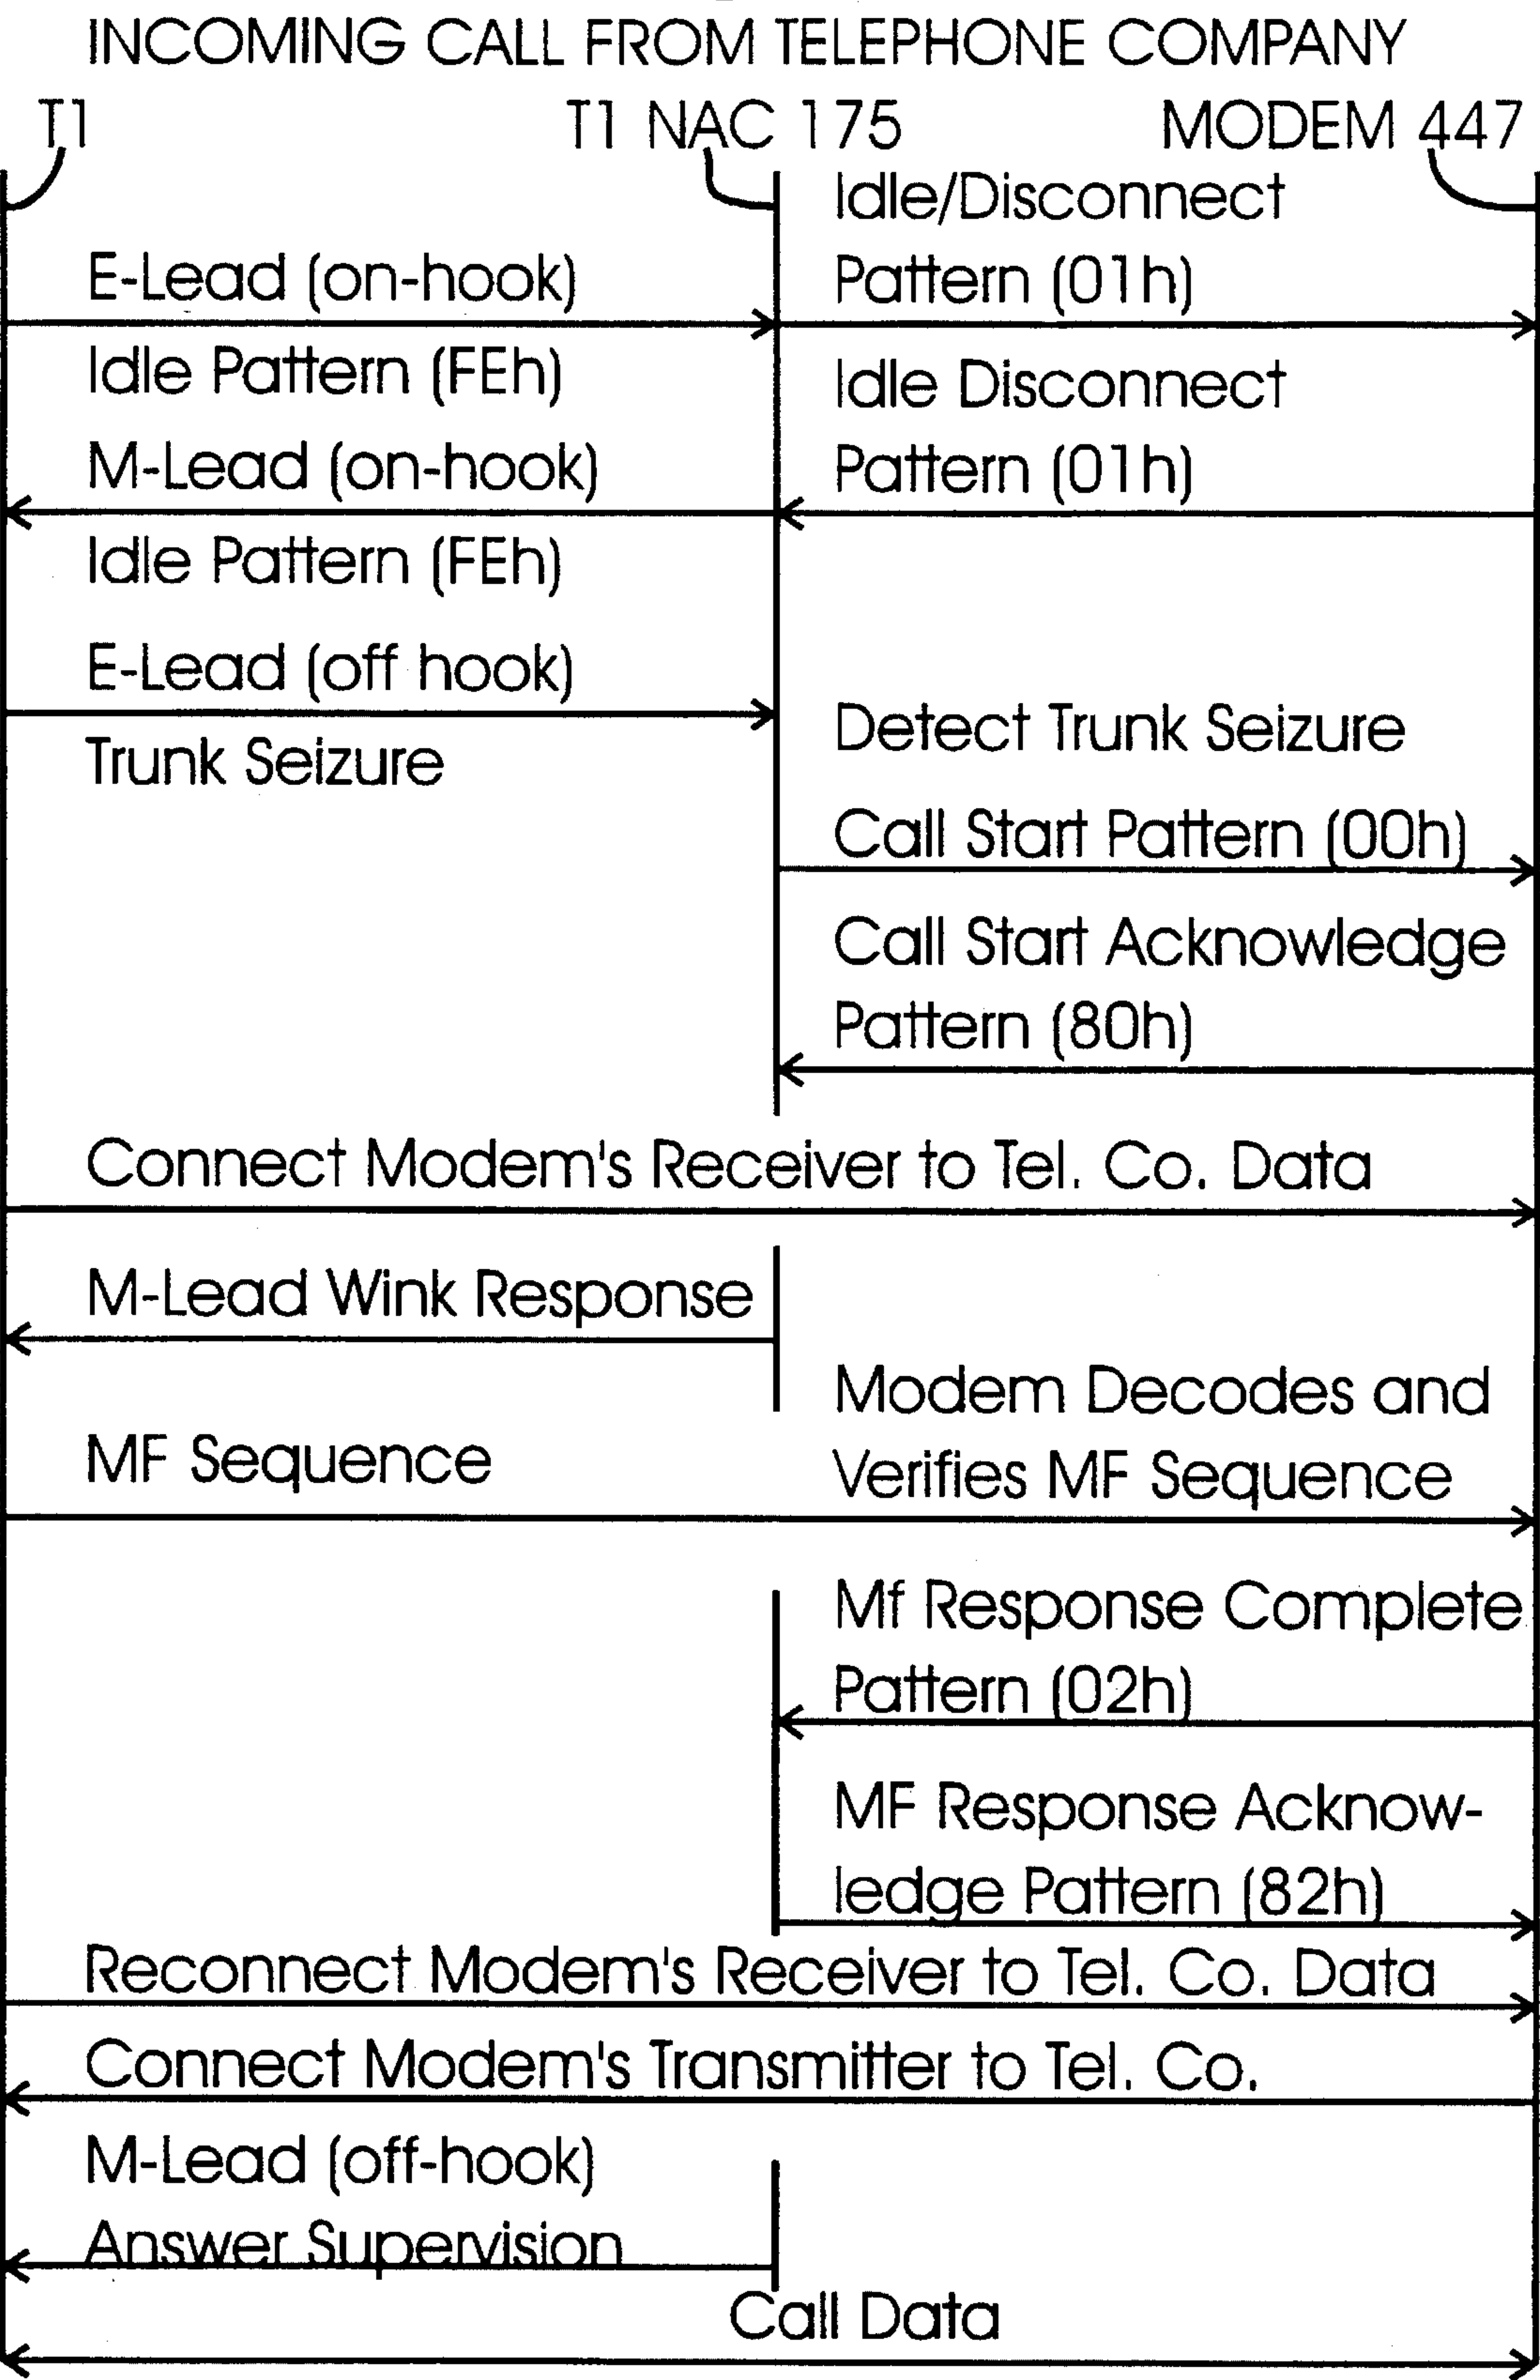 INCOMING CALL FROM TELEPHONE COMPANY
T1
T1 NAC 175
MODEM 447
Idle/Disconnect
Pattern (01h)
E-Lead (on-hook)
Idle Pattern (FEh)
Idle Disconnect
Pattern (01h)
M-Lead (on-hook)
Idle Pattern (FEh)
E-Lead (off hook)
Trunk Seizure
Detect Trunk Seizure
Call Start Pattern (00h)
Call Start Acknowledge
Pattern (80h)
Connect Modem's Receiver to Tel. Co. Data
M-Lead Wink Response
MF Sequence
Modem Decodes and
Verifies MF Sequence
Mf Response Complete
Pattern (02h)
MF Response Acknow-
ledge Pattern (82h)
Reconnect Modem's Receiver to Tel. Co. Data
Connect Modem's Transmitter to Tel. Co.
M-Lead (off-hook)
Answer Supervision
Call Data